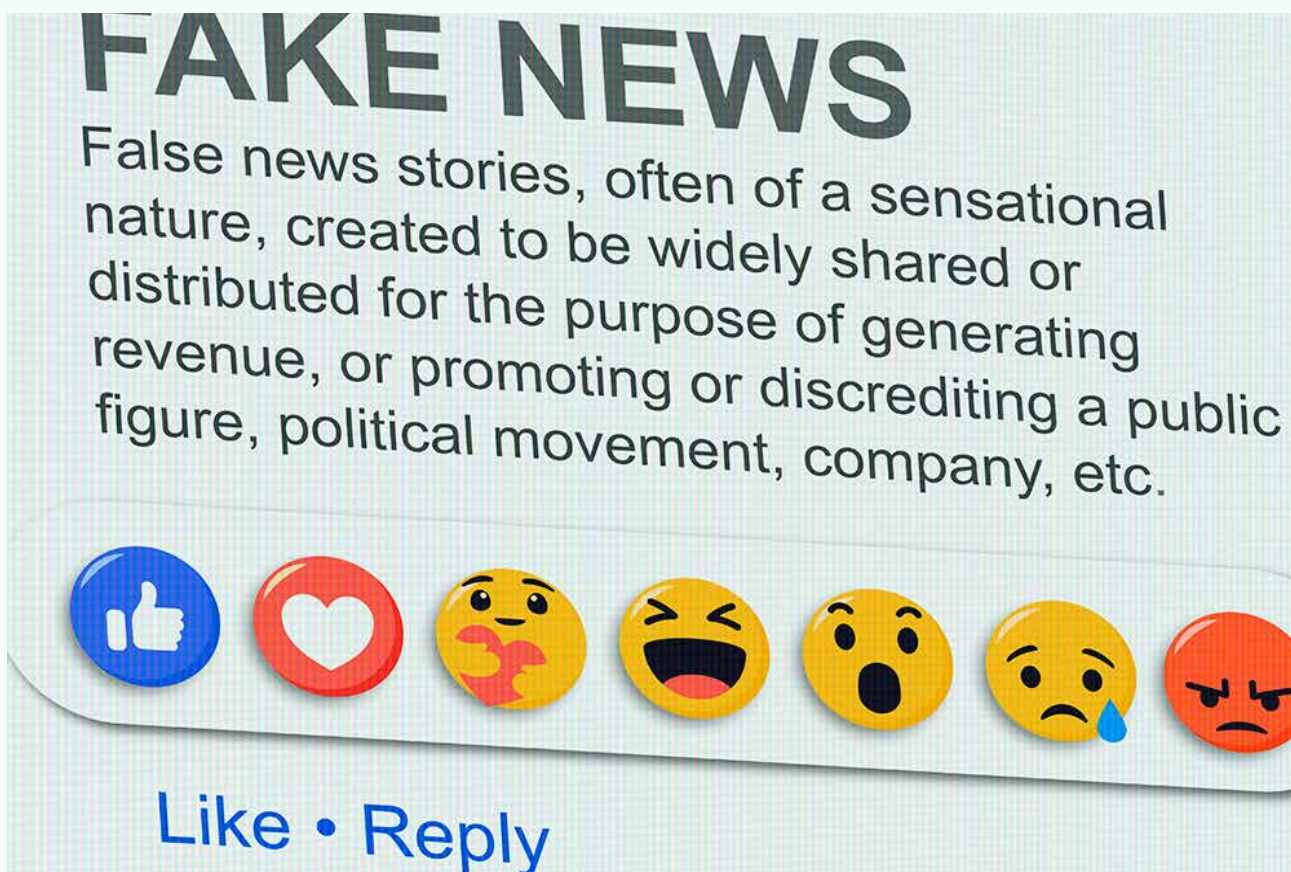 FAKE NEWS
False news stories, often of a sensational
nature, created to be widely shared or
distributed for the purpose of generating
revenue, or promoting or discrediting a public
figure, political movement, company, etc.
Like • Reply